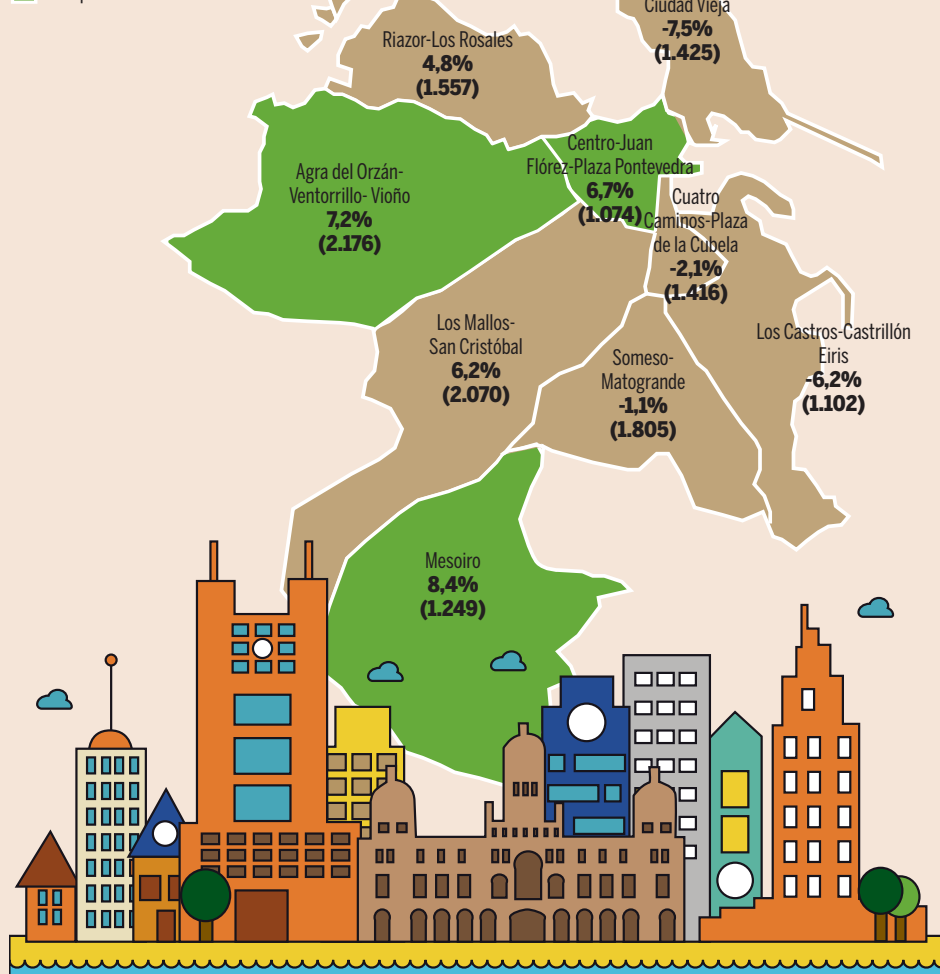 Ciudad Vieja
-7,5%
(1.425)
Riazor-Los Rosales
4,8%
(1.557)
Centro-Juan
Flórez-Plaza Pontevedra
6,7%
(1.074)
Agra del Orzán-
Ventorrillo- Vioño
7,2%
(2.176)
Cuatro
Caminos-Plaza
de la Cubela
-2,1%
(1.416)
Los Mallos-
San Cristóbal
6,2%
(2.070)
Someso-
Matogrande
-1,1%
(1.805)
Los Castros-Castrillón
Eiris
-6,2%
(1.102)
Mesoiro
8,4%
(1.249)